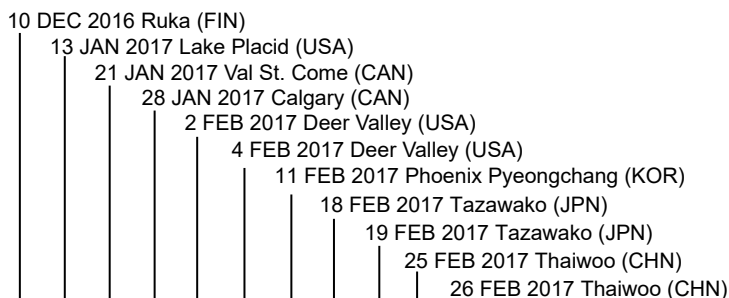 10 DEC 2016 Ruka (FIN)
13 JAN 2017 Lake Placid (USA)
21 JAN 2017 Val St. Come (CAN)
28 JAN 2017 Calgary (CAN)
2 FEB 2017 Deer Valley (USA)
4 FEB 2017 Deer Valley (USA)
11 FEB 2017 Phoenix Pyeongchang (KOR)
18 FEB 2017 Tazawako (JPN)
19 FEB 2017 Tazawako (JPN)
25 FEB 2017 Thaiwoo (CHN)
26 FEB 2017 Thaiwoo (CHN)